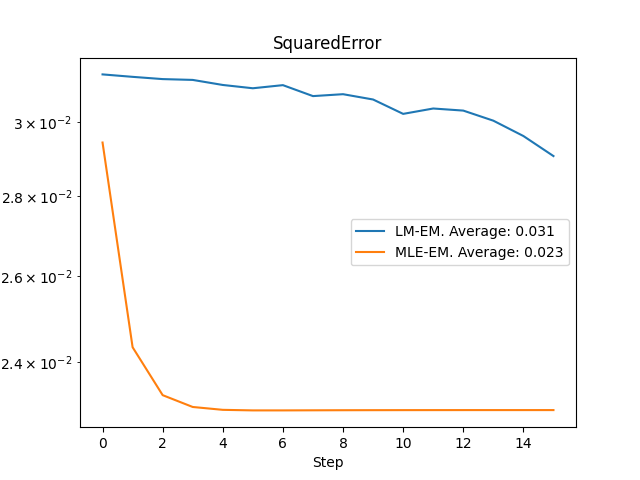 SquaredError
3 × 10⁻²
2.8 × 10⁻²
2.6 × 10⁻²
2.4 × 10⁻²
LM-EM. Average: 0.031
MLE-EM. Average: 0.023
0 2 4 6 8 10 12 14
Step